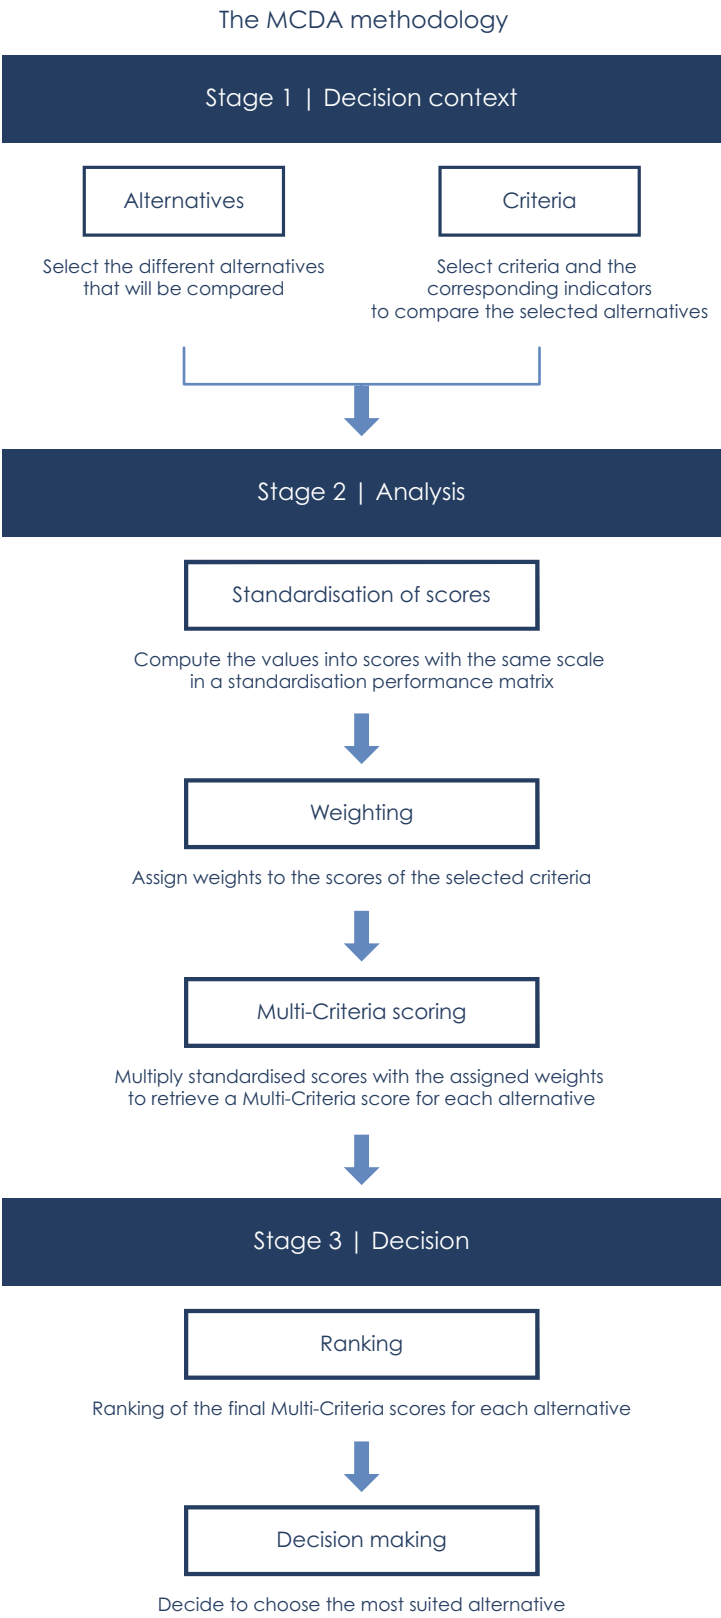 The MCDA methodology
Stage 1 | Decision context
Alternatives
Select the different alternatives
that will be compared
Criteria
Select criteria and the
corresponding indicators
to compare the selected alternatives
Stage 2 | Analysis
Standardisation of scores
Compute the values into scores with the same scale
in a standardisation performance matrix
Weighting
Assign weights to the scores of the selected criteria
Multi-Criteria scoring
Multiply standardised scores with the assigned weights
to retrieve a Multi-Criteria score for each alternative
Stage 3 | Decision
Ranking
Ranking of the final Multi-Criteria scores for each alternative
Decision making
Decide to choose the most suited alternative